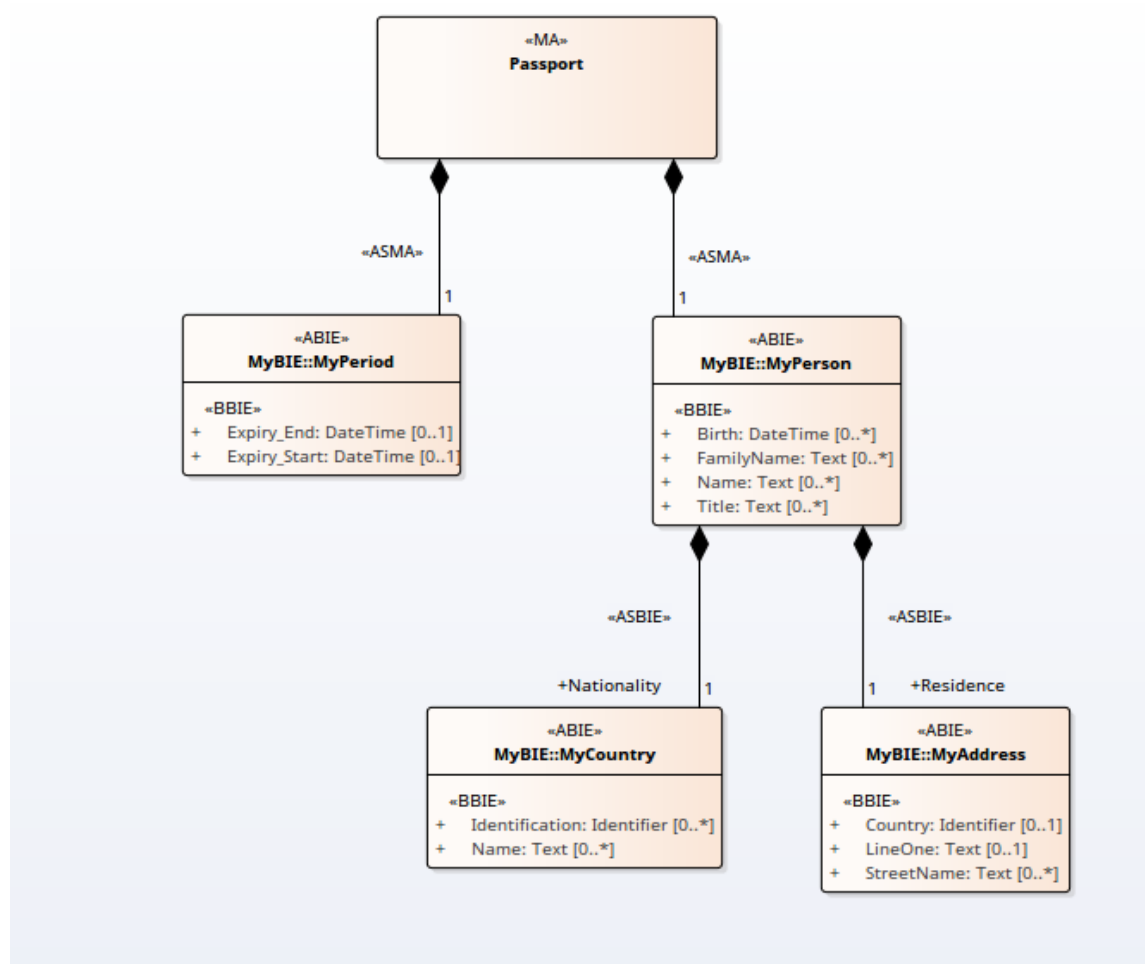 «MA»
Passport
«ASMA»
«ASMA»
1
1
«ABIE»
MyBIE::MyPeriod
«BBIE»
+ Expiry_End: DateTime [0..1]
+ Expiry_Start: DateTime [0..1]
«ABIE»
MyBIE::MyPerson
«BBIE»
+ Birth: DateTime [0..*]
+ FamilyName: Text [0..*]
+ Name: Text [0..*]
+ Title: Text [0..*]
«ASBIE»
«ASBIE»
+Nationality
1
1
+Residence
«ABIE»
MyBIE::MyCountry
«BBIE»
+ Identification: Identifier [0..*]
+ Name: Text [0..*]
«ABIE»
MyBIE::MyAddress
«BBIE»
+ Country: Identifier [0..1]
+ LineOne: Text [0..1]
+ StreetName: Text [0..*]